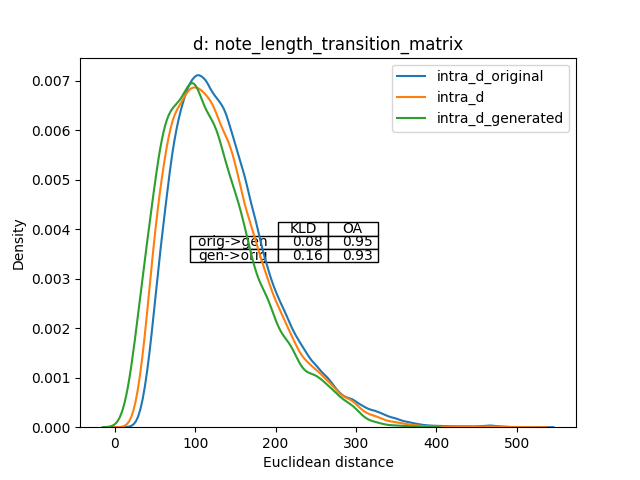 d: note_length_transition_matrix
intra_d_original
intra_d
intra_d_generated
0.007
0.006
0.005
0.004
0.003
0.002
0.001
0.000
Density
KLD OA
orig->gen 0.08 0.95
gen->orig 0.16 0.93
0 100 200 300 400 500
Euclidean distance